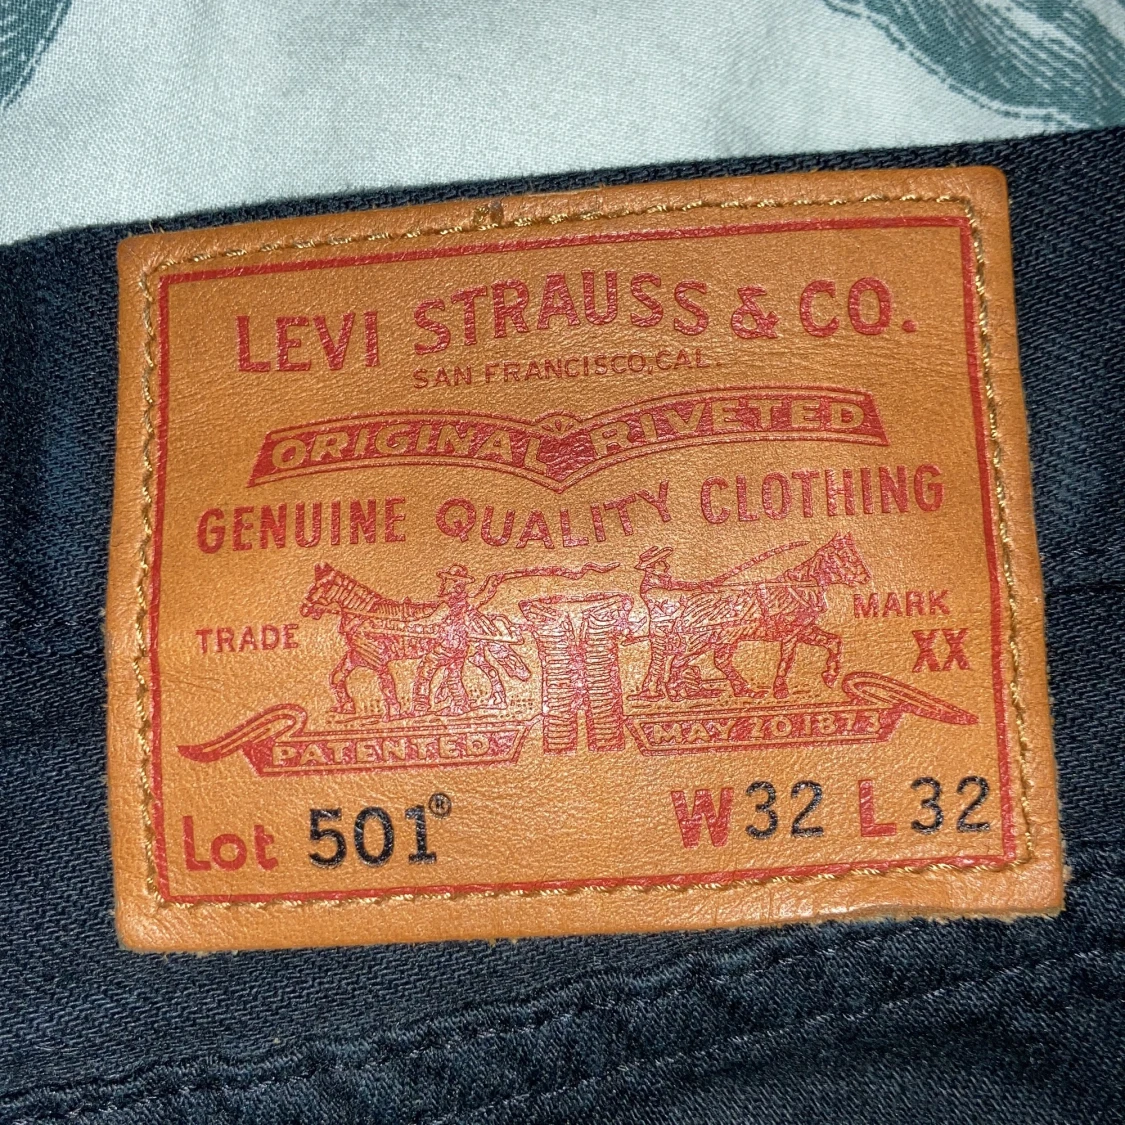 LEVI STRAUSS & CO.
SAN FRANCISCO, CAL.
ORIGINAL RIVETED
GENUINE QUALITY CLOTHING
TRADE MARK
XX
PATENTED MAY 20 1873
Lot 501® W32 L32